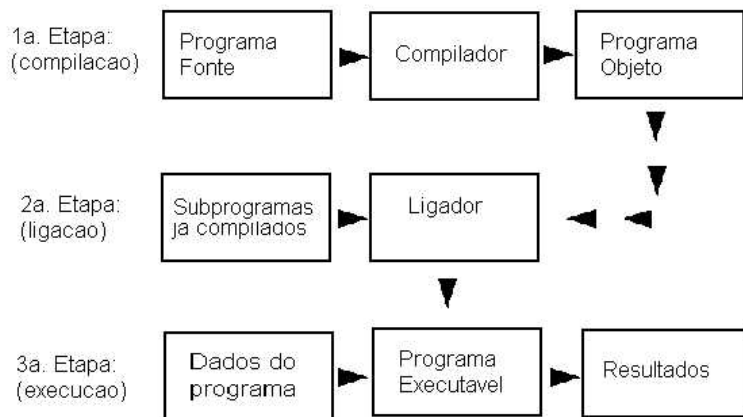 1a. Etapa:
(compilacao)
Programa
Fonte
Compilador
Programa
Objeto
2a. Etapa:
(ligacao)
Subprogramas
ja compilados
Ligador
3a. Etapa:
(execucao)
Dados do
programa
Programa
Executavel
Resultados